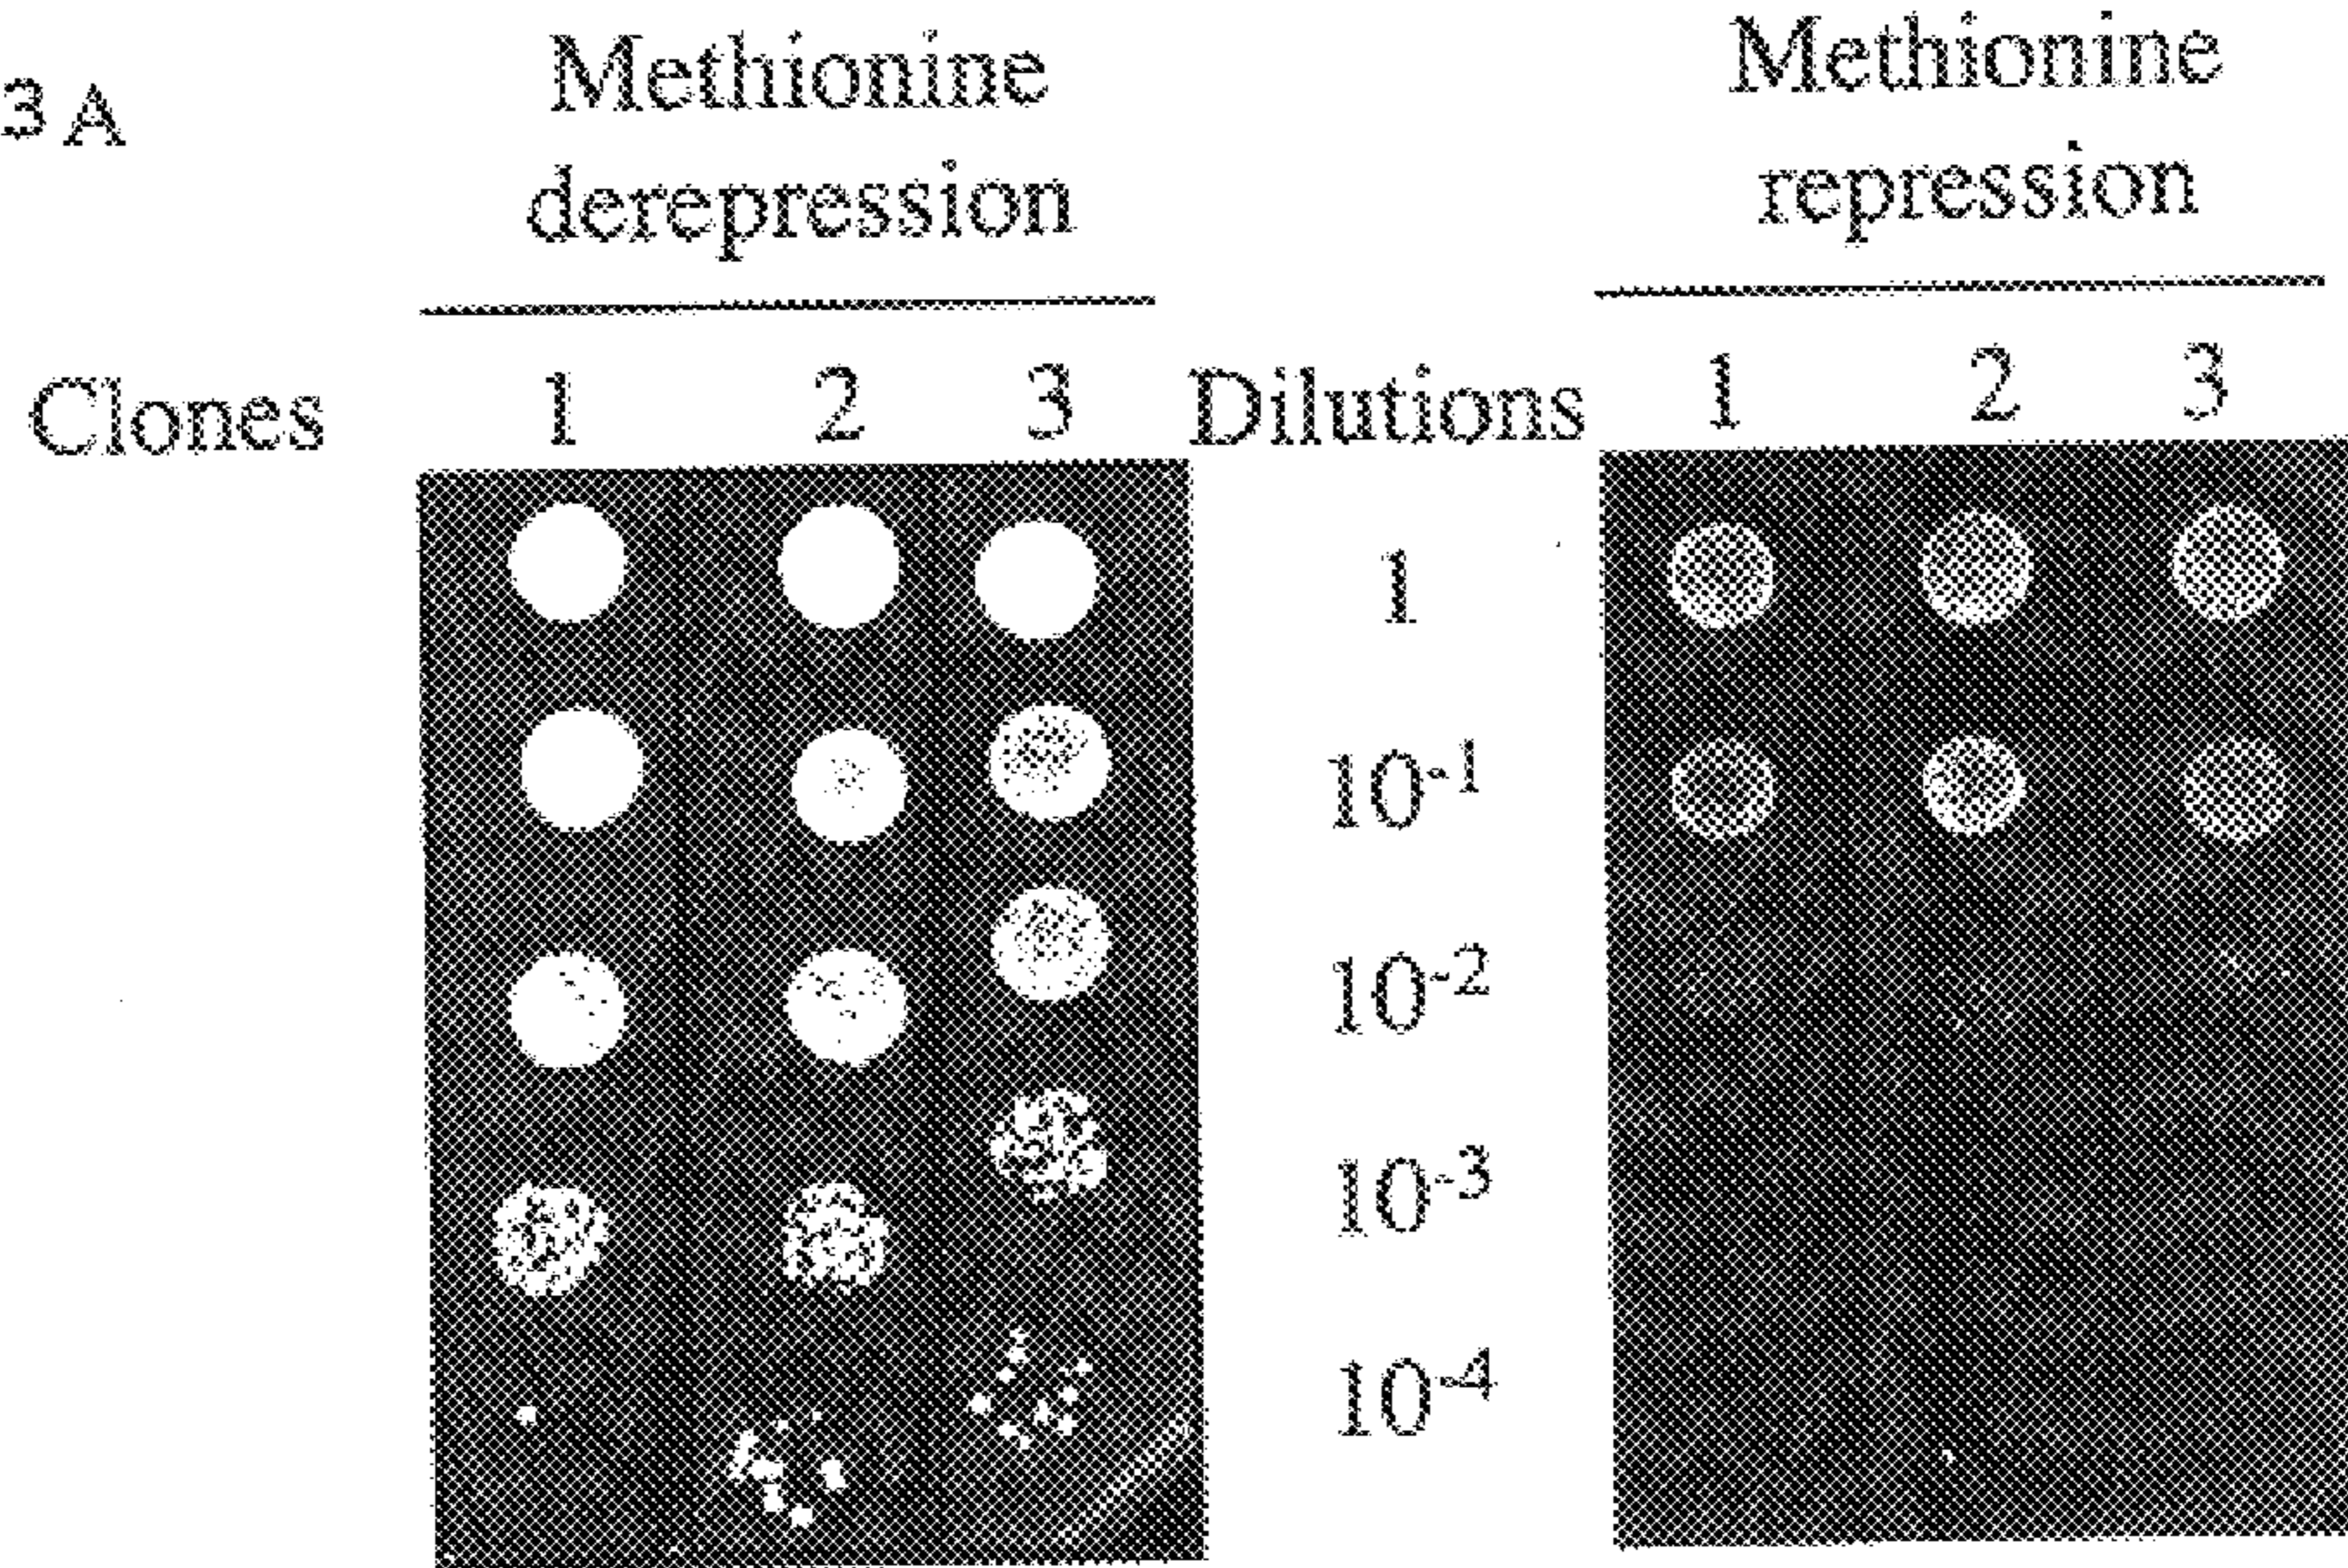 3 A
Methionine
derepression
Methionine
repression
Clones 1 2 3 Dilutions 1 2 3
1
10⁻¹
10⁻²
10⁻³
10⁻⁴